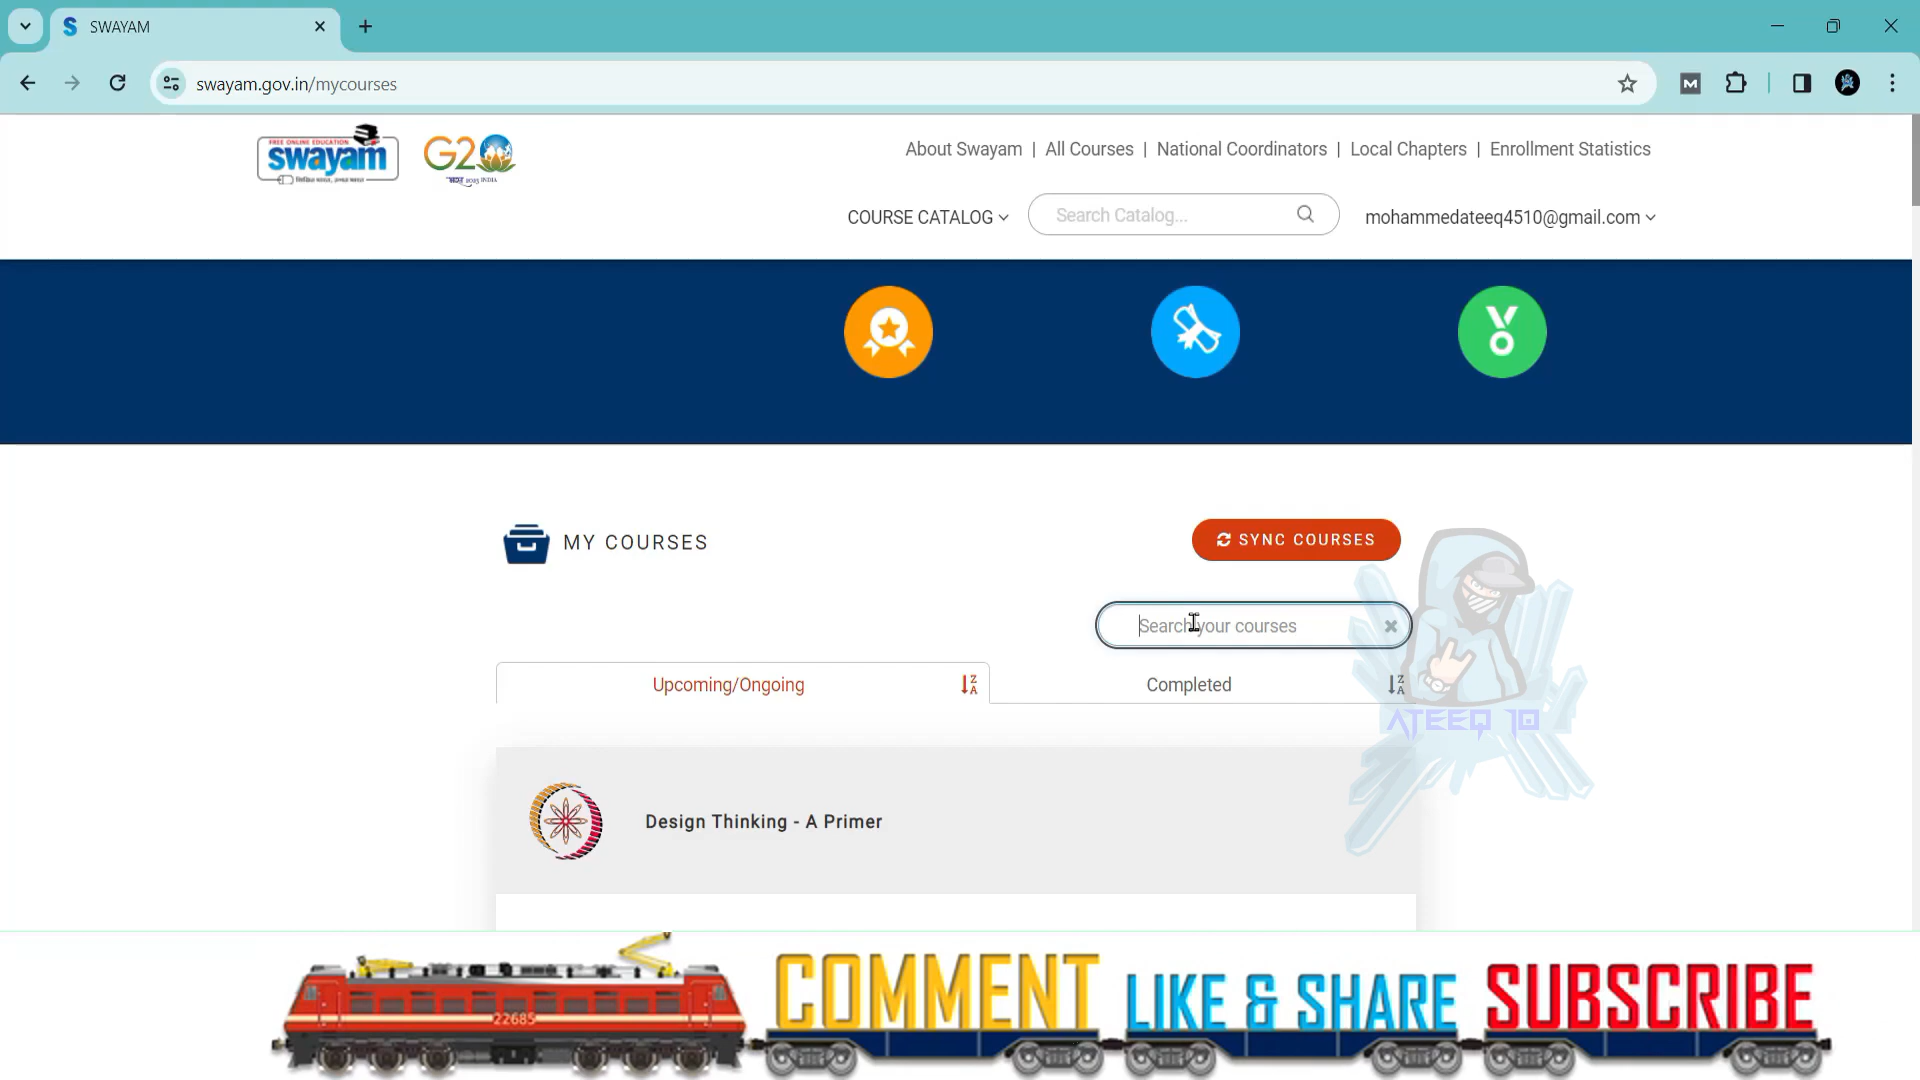 SWAYAM
swayam.gov.in/mycourses
FREE ONLINE EDUCATION
swayam
G20
About Swayam | All Courses | National Coordinators | Local Chapters | Enrollment Statistics
COURSE CATALOG
Search Catalog...
mohammedateeq4510@gmail.com
MY COURSES
SYNC COURSES
Search your courses
Upcoming/Ongoing
Completed
ATEEQ 10
Design Thinking - A Primer
22685
COMMENT
LIKE & SHARE
SUBSCRIBE